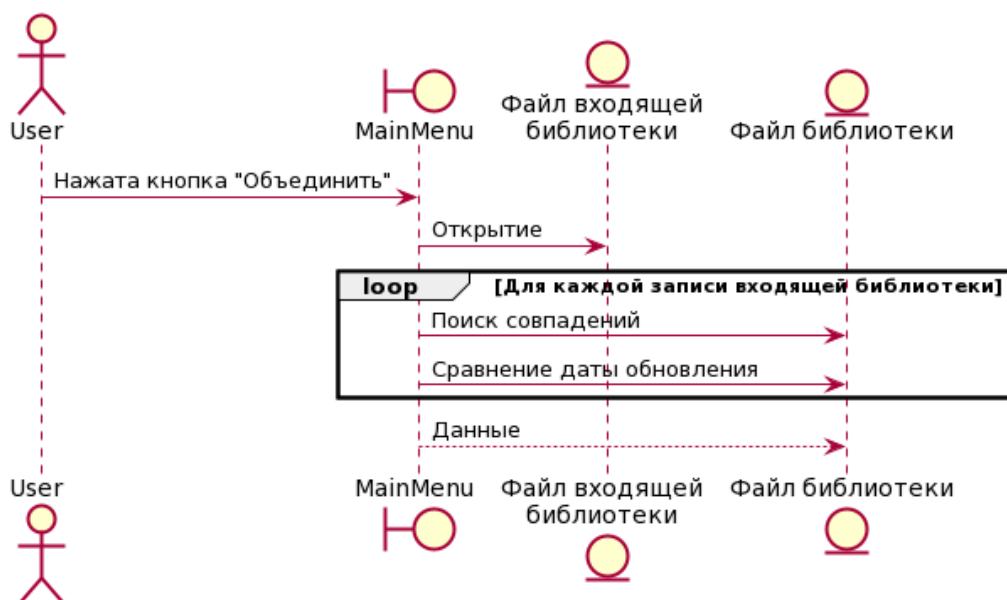 User
MainMenu
Файл входящей
библиотеки
Файл библиотеки
Нажата кнопка "Объединить"
Открытие
loop
[Для каждой записи входящей библиотеки]
Поиск совпадений
Сравнение даты обновления
Данные
User
MainMenu
Файл входящей
библиотеки
Файл библиотеки